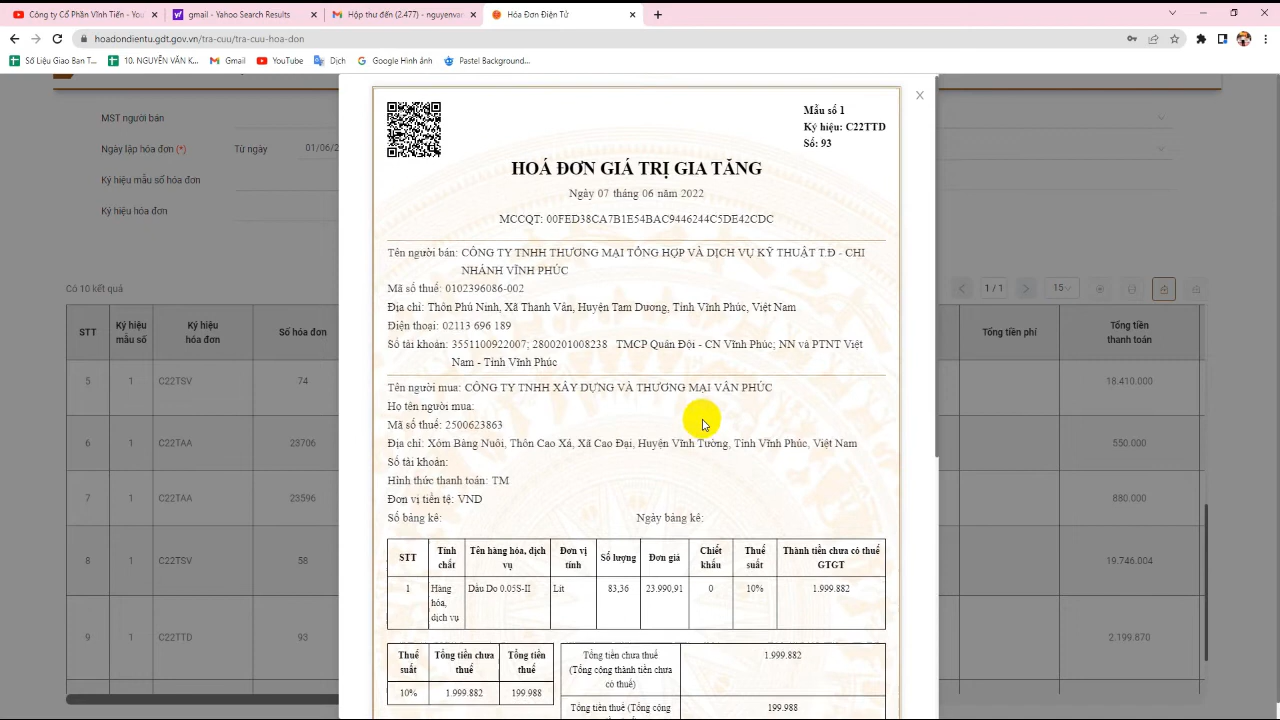 Công ty Cổ Phần Vĩnh Tiến - You
gmail - Yahoo Search Results
Hộp thư đến (2.477) - nguyenvan
Hóa Đơn Điện Tử
hoadondientu.gdt.gov.vn/tra-cuu/tra-cuu-hoa-don
Số Liệu Giao Ban T...
10. NGUYỄN VĂN K...
Gmail
YouTube
Dịch
Google Hình ảnh
Pastel Background...
MST người bán
Ngày lập hóa đơn (*)
Từ ngày
01/06/2
Ký hiệu mẫu số hóa đơn
Ký hiệu hóa đơn
Có 10 kết quả
1 / 1
15
STT
Ký hiệu
mẫu số
Ký hiệu
hóa đơn
Số hóa đơn
Tổng tiền phí
Tổng tiền
thanh toán
5 1 C22TSV 74 18.410.000
6 1 C22TAA 23706 550.000
7 1 C22TAA 23596 880.000
8 1 C22TSV 58 19.746.004
9 1 C22TTD 93 2.199.870
Mẫu số 1
Ký hiệu: C22TTD
Số: 93
HOÁ ĐƠN GIÁ TRỊ GIA TĂNG
Ngày 07 tháng 06 năm 2022
MCCQT: 00FED38CA7B1E54BAC9446244C5DE42CDC
Tên người bán: CÔNG TY TNHH THƯƠNG MẠI TỔNG HỢP VÀ DỊCH VỤ KỸ THUẬT T.Đ - CHI
NHÁNH VĨNH PHÚC
Mã số thuế: 0102396086-002
Địa chỉ: Thôn Phú Ninh, Xã Thanh Vân, Huyện Tam Dương, Tỉnh Vĩnh Phúc, Việt Nam
Điện thoại: 02113 696 189
Số tài khoản: 3551100922007; 2800201008238 TMCP Quân Đội - CN Vĩnh Phúc; NN và PTNT Việt
Nam - Tỉnh Vĩnh Phúc
Tên người mua: CÔNG TY TNHH XÂY DỰNG VÀ THƯƠNG MẠI VÂN PHÚC
Họ tên người mua:
Mã số thuế: 2500623863
Địa chỉ: Xóm Bàng Nuôi, Thôn Cao Xá, Xã Cao Đại, Huyện Vĩnh Tường, Tỉnh Vĩnh Phúc, Việt Nam
Số tài khoản:
Hình thức thanh toán: TM
Đơn vị tiền tệ: VND
Số bảng kê: Ngày bảng kê:
STT
Tính
chất
Tên hàng hóa, dịch
vụ
Đơn vị
tính
Số lượng
Đơn giá
Chiết
khấu
Thuế
suất
Thành tiền chưa có thuế
GTGT
1
Hàng
hóa,
dịch vụ
Dầu Do 0,05S-II
Lít
83,36
23.990,91
0
10%
1.999.882
Thuế
suất
Tổng tiền chưa
thuế
Tổng tiền
thuế
10% 1.999.882 199.988
Tổng tiền chưa thuế
(Tổng cộng thành tiền chưa
có thuế)
1.999.882
Tổng tiền thuế (Tổng cộng
199.988